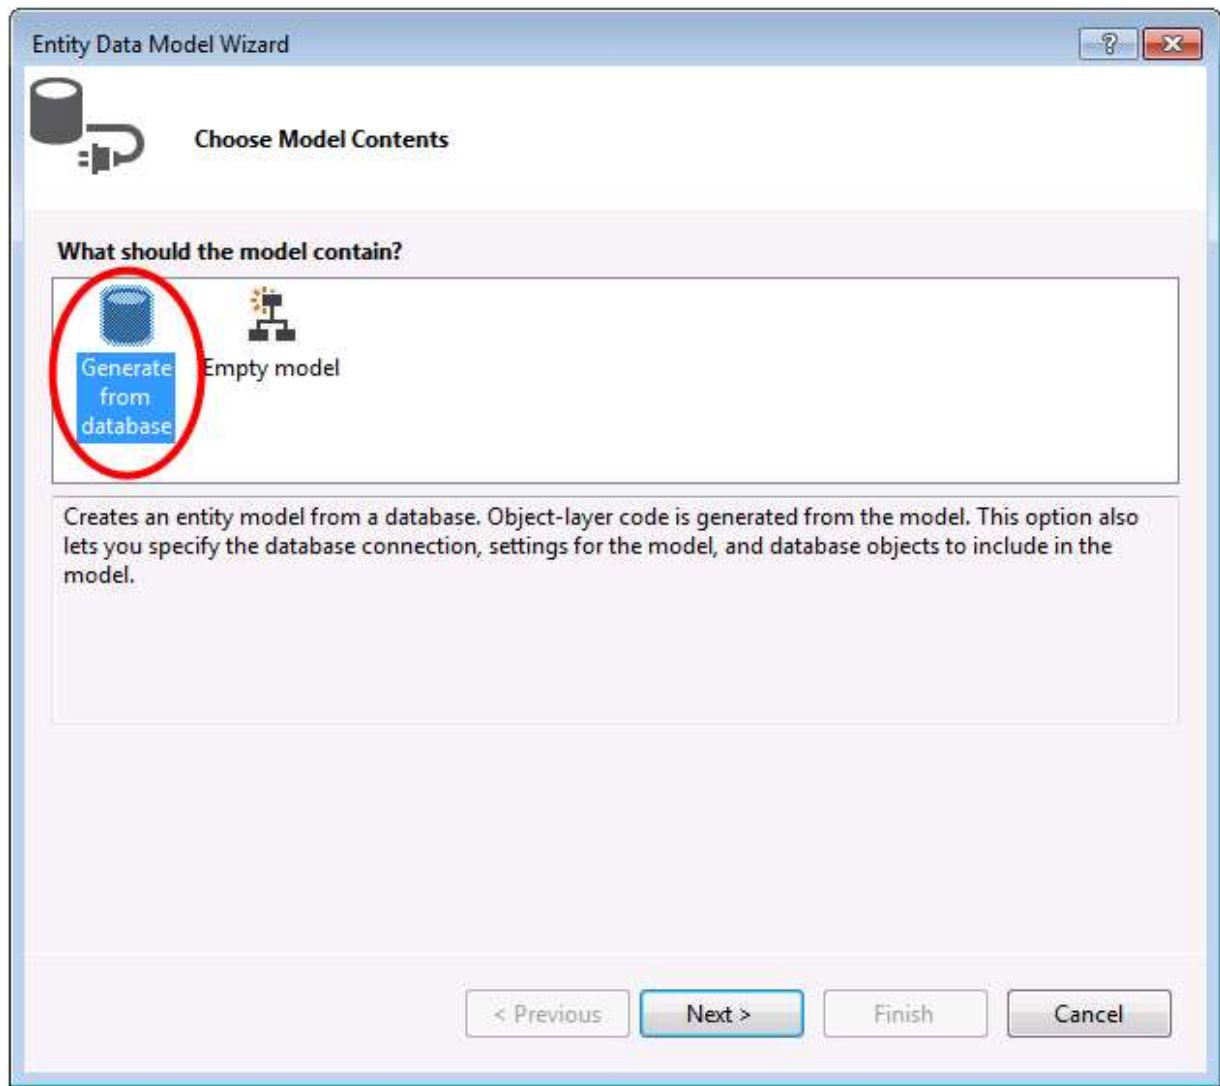 Entity Data Model Wizard
Choose Model Contents
What should the model contain?
Generate
from
database
Empty model
Creates an entity model from a database. Object-layer code is generated from the model. This option also
lets you specify the database connection, settings for the model, and database objects to include in the
model.
< Previous
Next >
Finish
Cancel